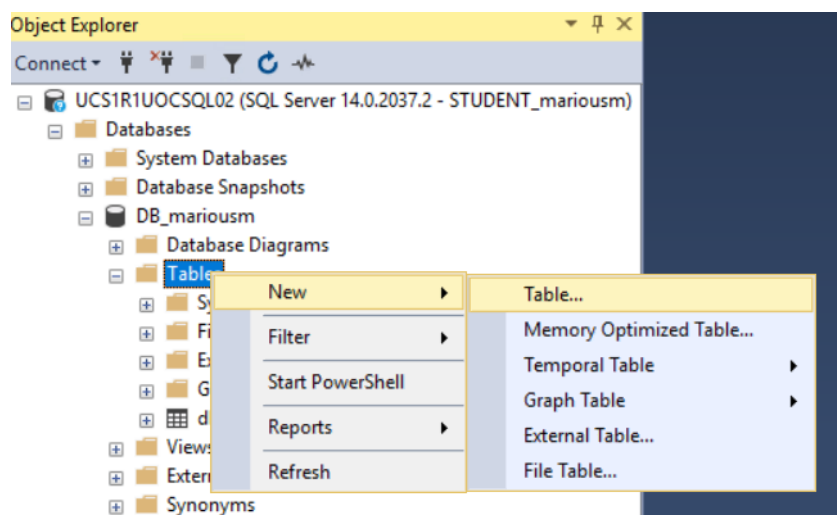 Object Explorer
Connect
UCS1R1UOCSQL02 (SQL Server 14.0.2037.2 - STUDENT_mariousm)
Databases
System Databases
Database Snapshots
DB_mariousm
Database Diagrams
Tables
New
Filter
Start PowerShell
Reports
Refresh
Table...
Memory Optimized Table...
Temporal Table
Graph Table
External Table...
File Table...
Views
Synonyms